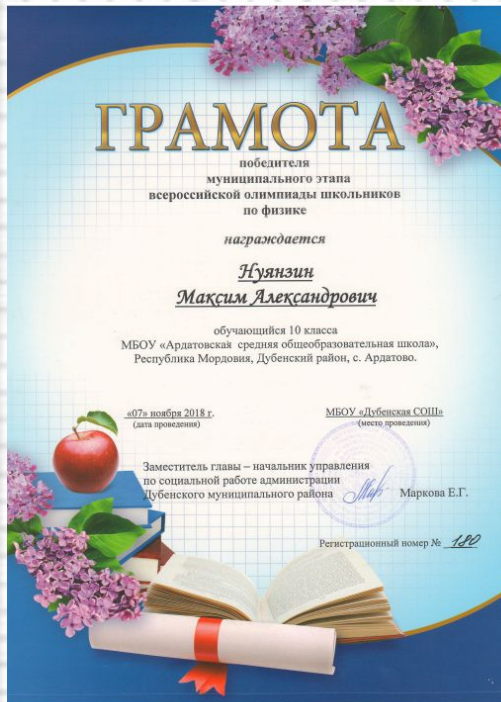 ГРАМОТА
победителя
муниципального этапа
всероссийской олимпиады школьников
по физике
награждается
Нуянзин
Максим Александрович
обучающийся 10 класса
МБОУ «Ардатовская средняя общеобразовательная школа»,
Республика Мордовия, Дубенский район, с. Ардатово.
«07» ноября 2018 г. МБОУ «Дубенская СОШ»
(дата проведения) (место проведения)
Заместитель главы – начальник управления
по социальной работе администрации
Дубенского муниципального района Маркова Е.Г.
Регистрационный номер № 180